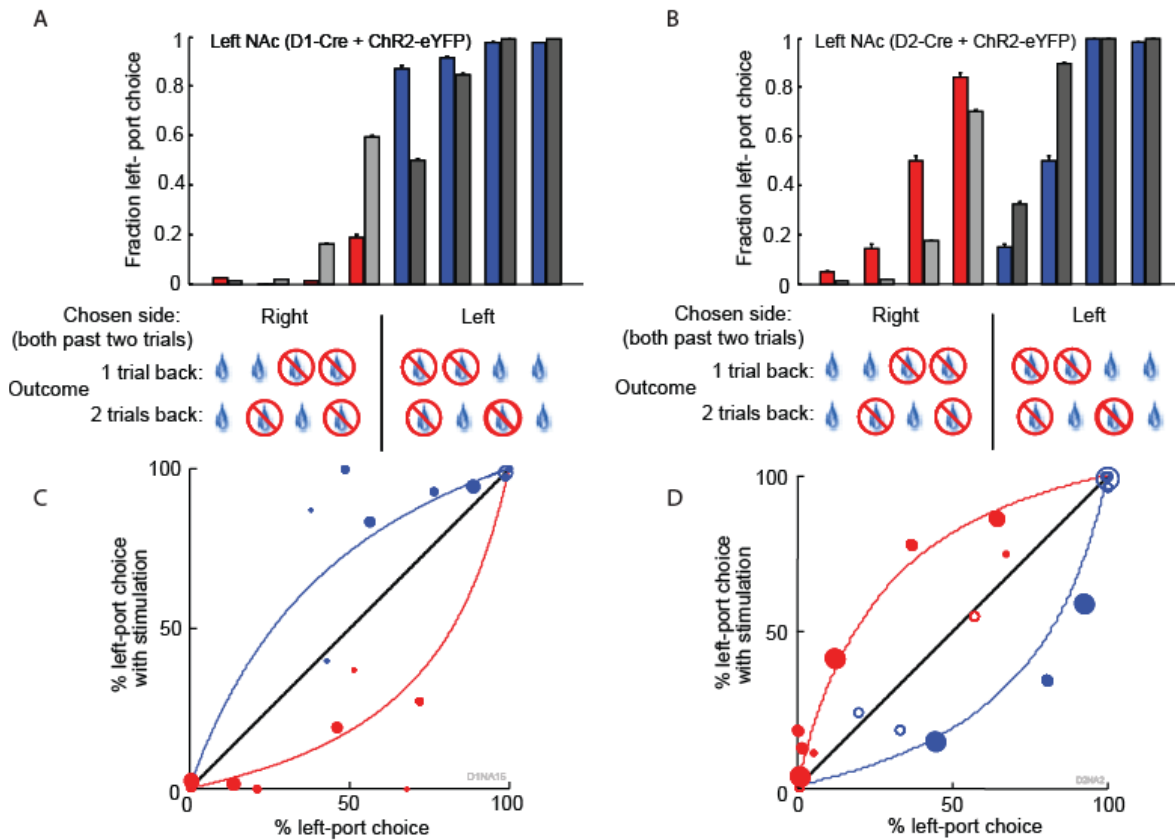 A
Left NAc (D1-Cre + ChR2-eYFP)
Fraction left- port choice
1
0.8
0.6
0.4
0.2
0
Chosen side:
(both past two trials)
Right
Left
Outcome
1 trial back:
2 trials back:
B
Left NAc (D2-Cre + ChR2-eYFP)
Fraction left- port choice
1
0.8
0.6
0.4
0.2
0
Chosen side:
(both past two trials)
Right
Left
Outcome
1 trial back:
2 trials back:
C
% left-port choice
with stimulation
100
50
0
50
100
D1NA15
% left-port choice
D
% left-port choice
with stimulation
100
50
0
50
100
D2NA2
% left-port choice